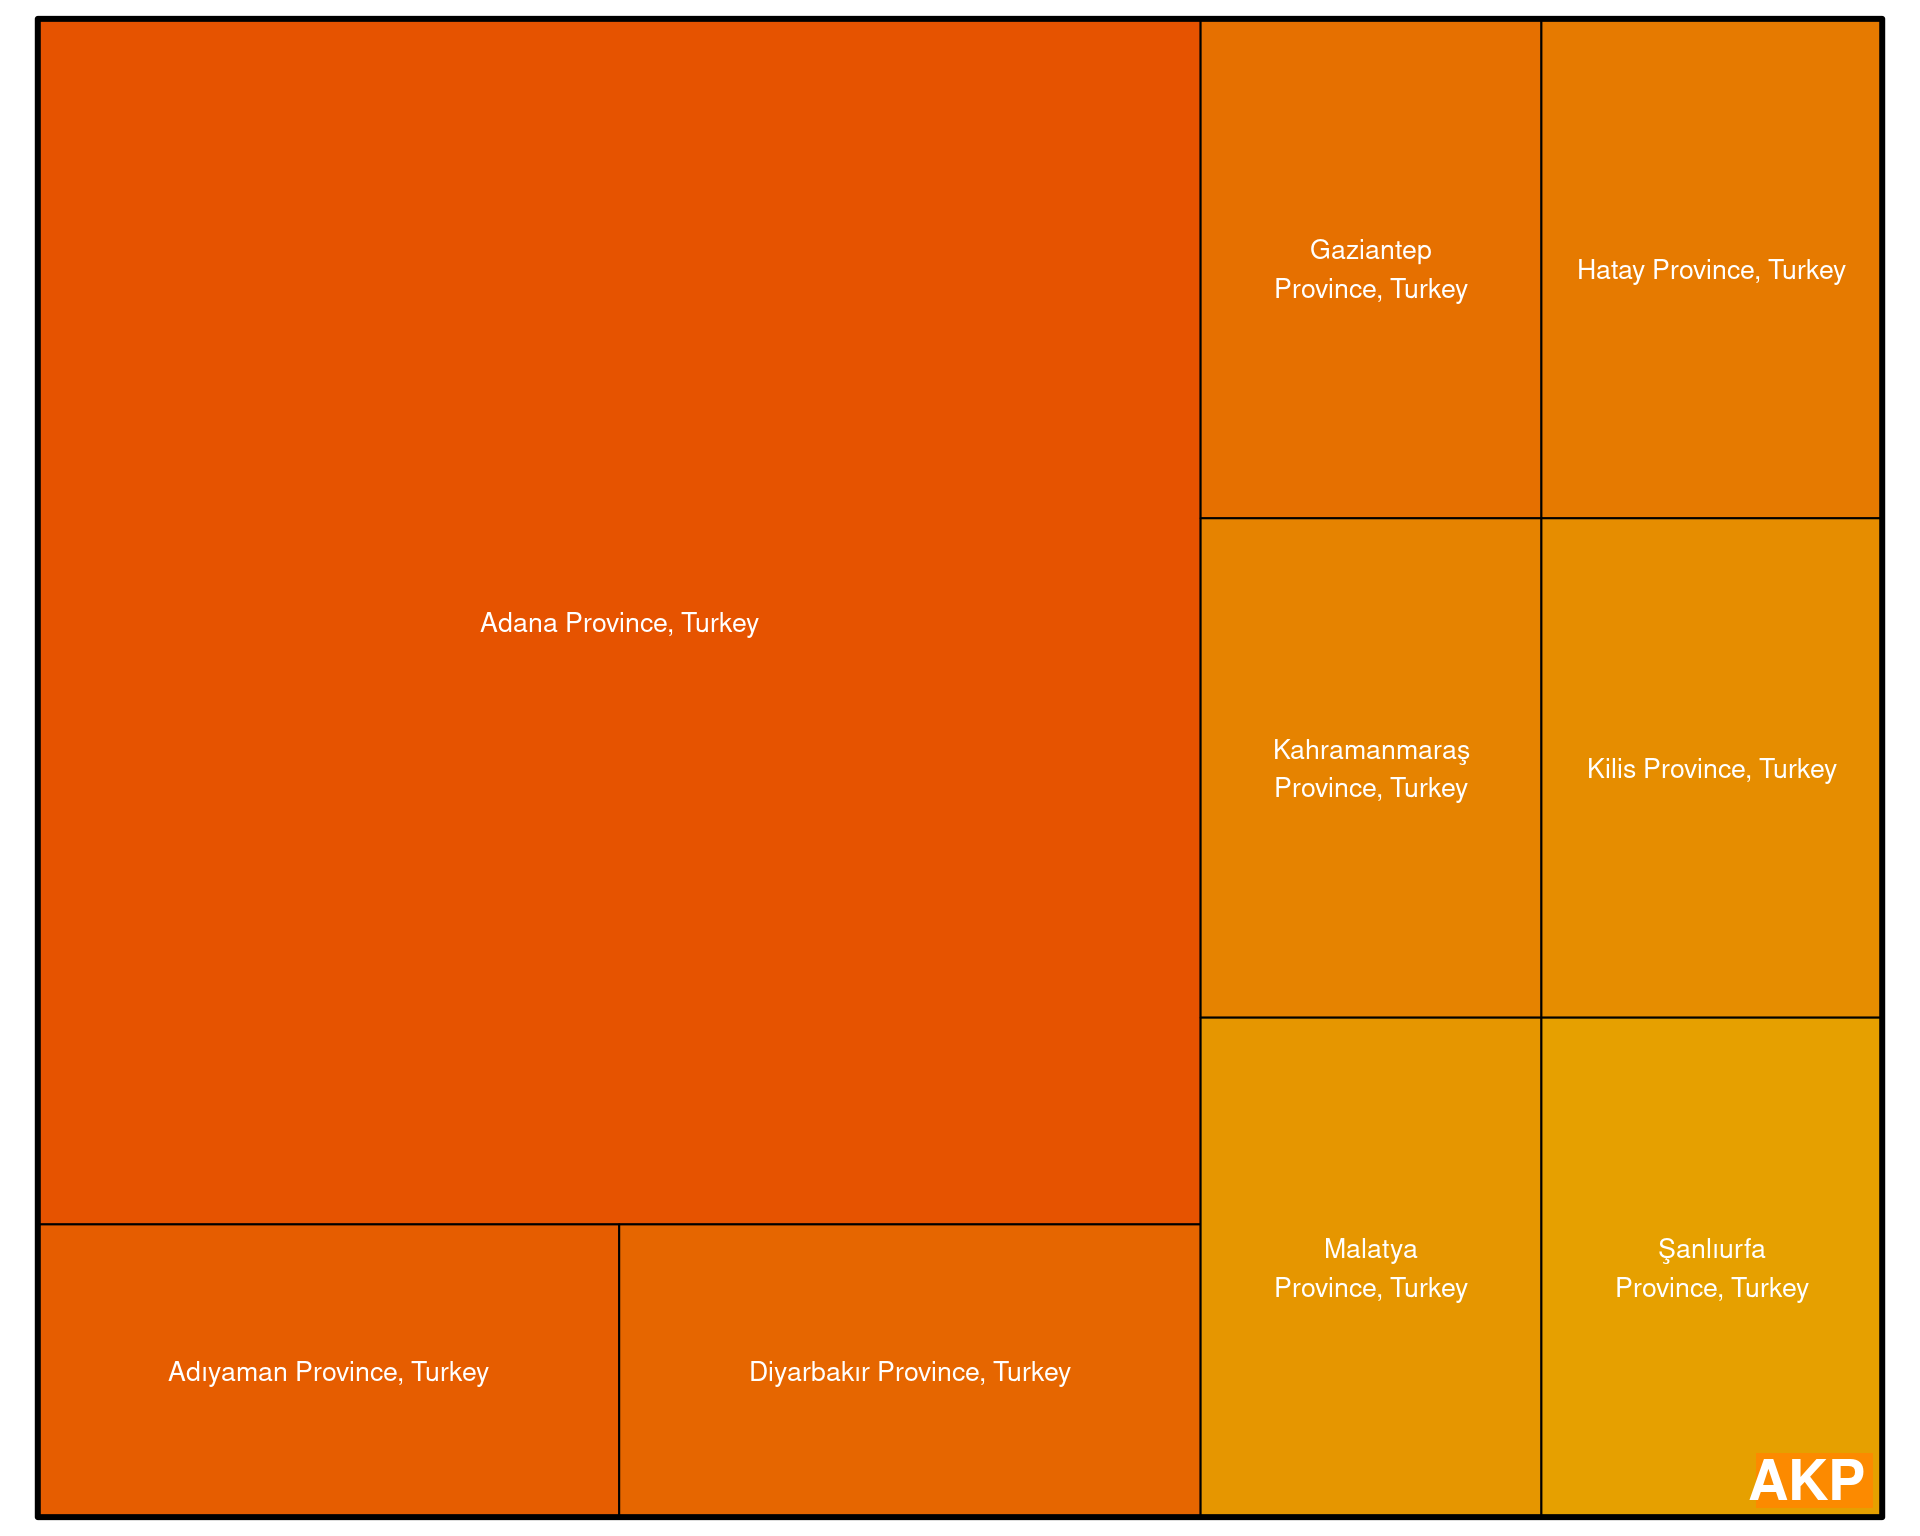 Adana Province, Turkey
Adıyaman Province, Turkey
Diyarbakır Province, Turkey
Gaziantep
Province, Turkey
Hatay Province, Turkey
Kahramanmaraş
Province, Turkey
Kilis Province, Turkey
Malatya
Province, Turkey
Şanlıurfa
Province, Turkey
AKP